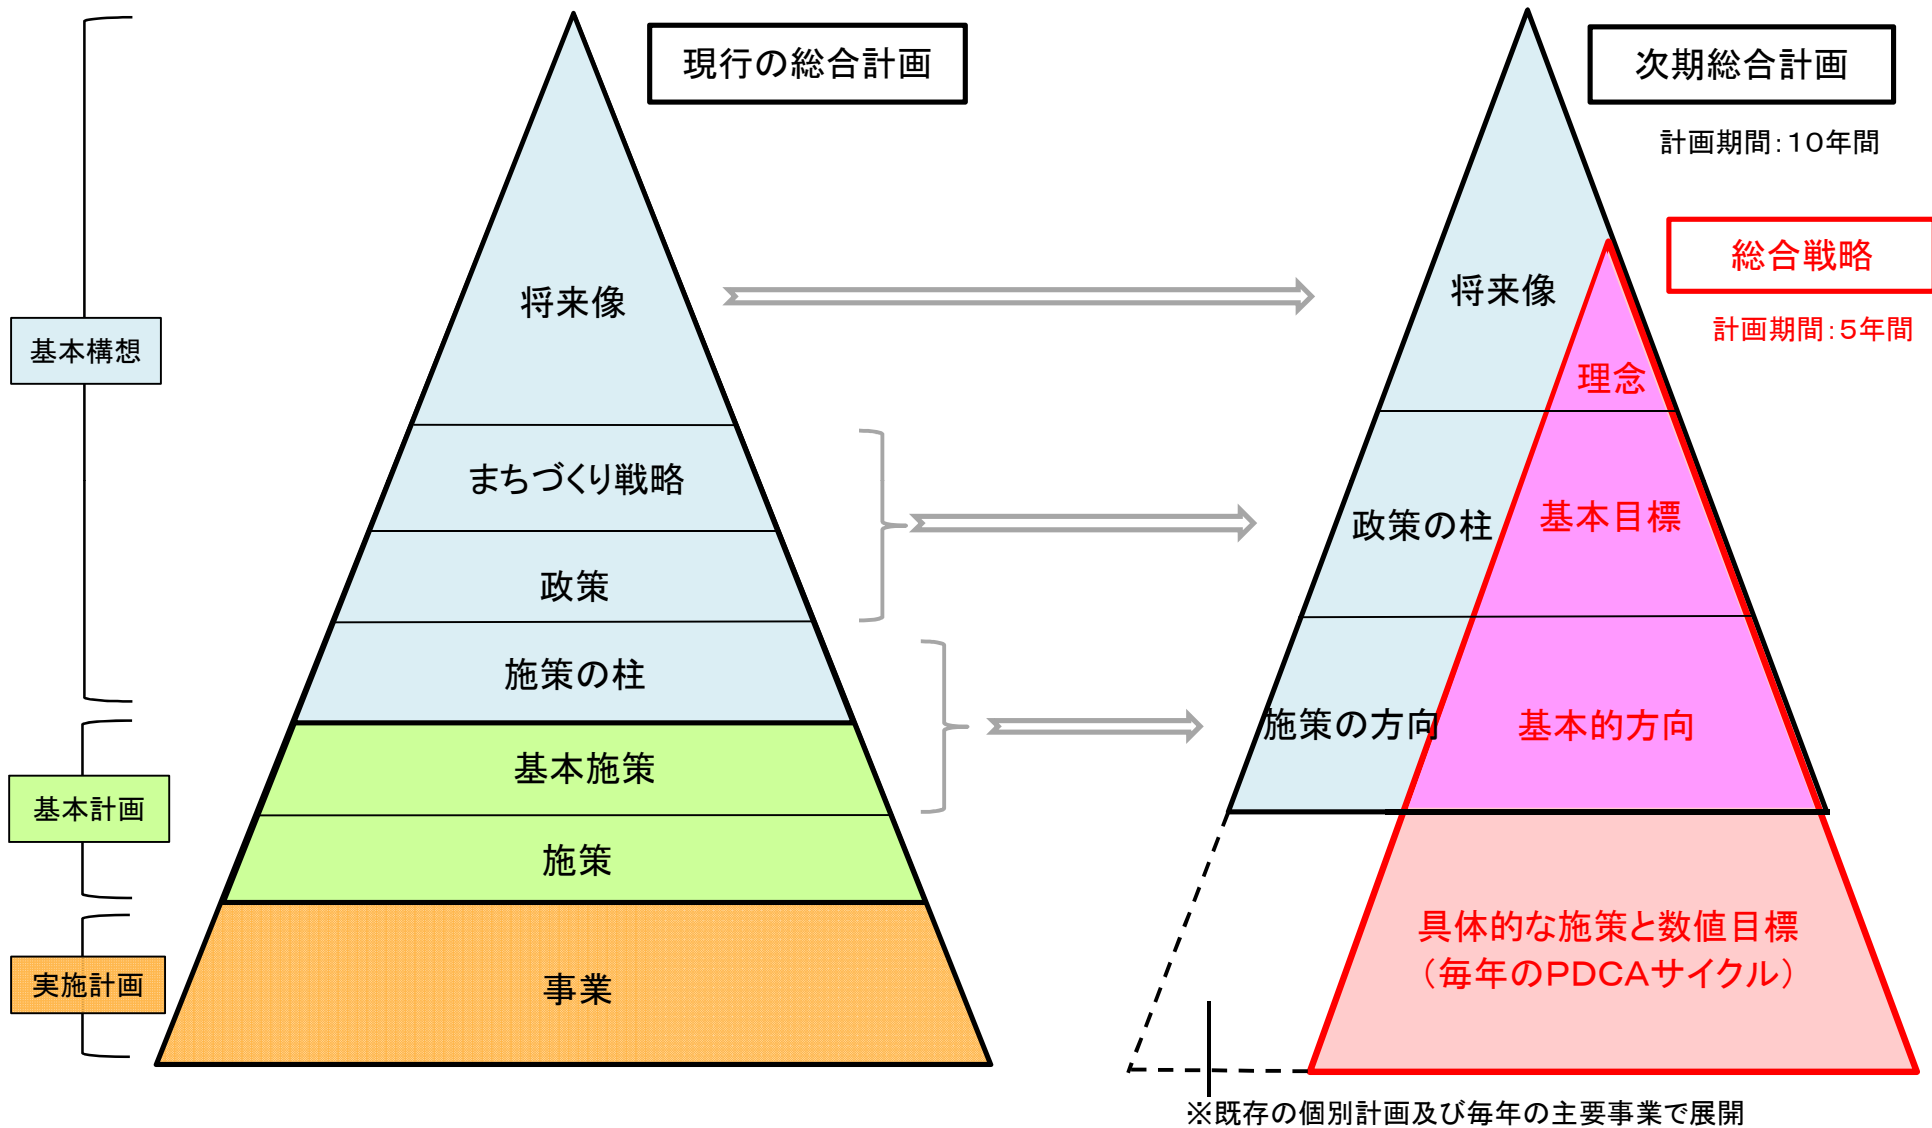 現行の総合計画
次期総合計画
計画期間:10年間
総合戦略
計画期間:5年間
基本構想
基本計画
実施計画
将来像
まちづくり戦略
政策
施策の柱
基本施策
施策
事業
将来像
理念
政策の柱
基本目標
施策の方向
基本的方向
具体的な施策と数値目標
(毎年のPDCAサイクル)
※既存の個別計画及び毎年の主要事業で展開